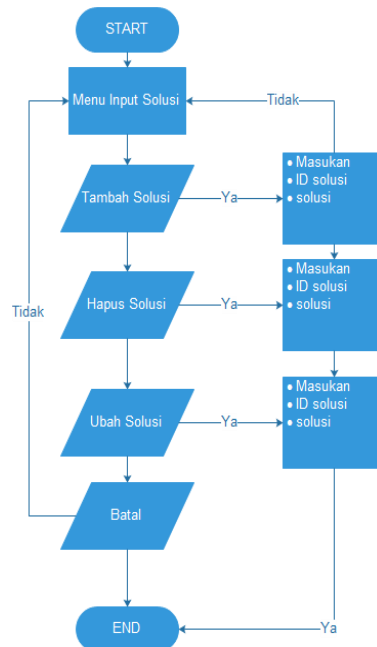 START
Menu Input Solusi
Tidak
Tambah Solusi
Ya
• Masukan
• ID solusi
• solusi
Hapus Solusi
Ya
• Masukan
• ID solusi
• solusi
Tidak
Ubah Solusi
Ya
• Masukan
• ID solusi
• solusi
Batal
END
Ya